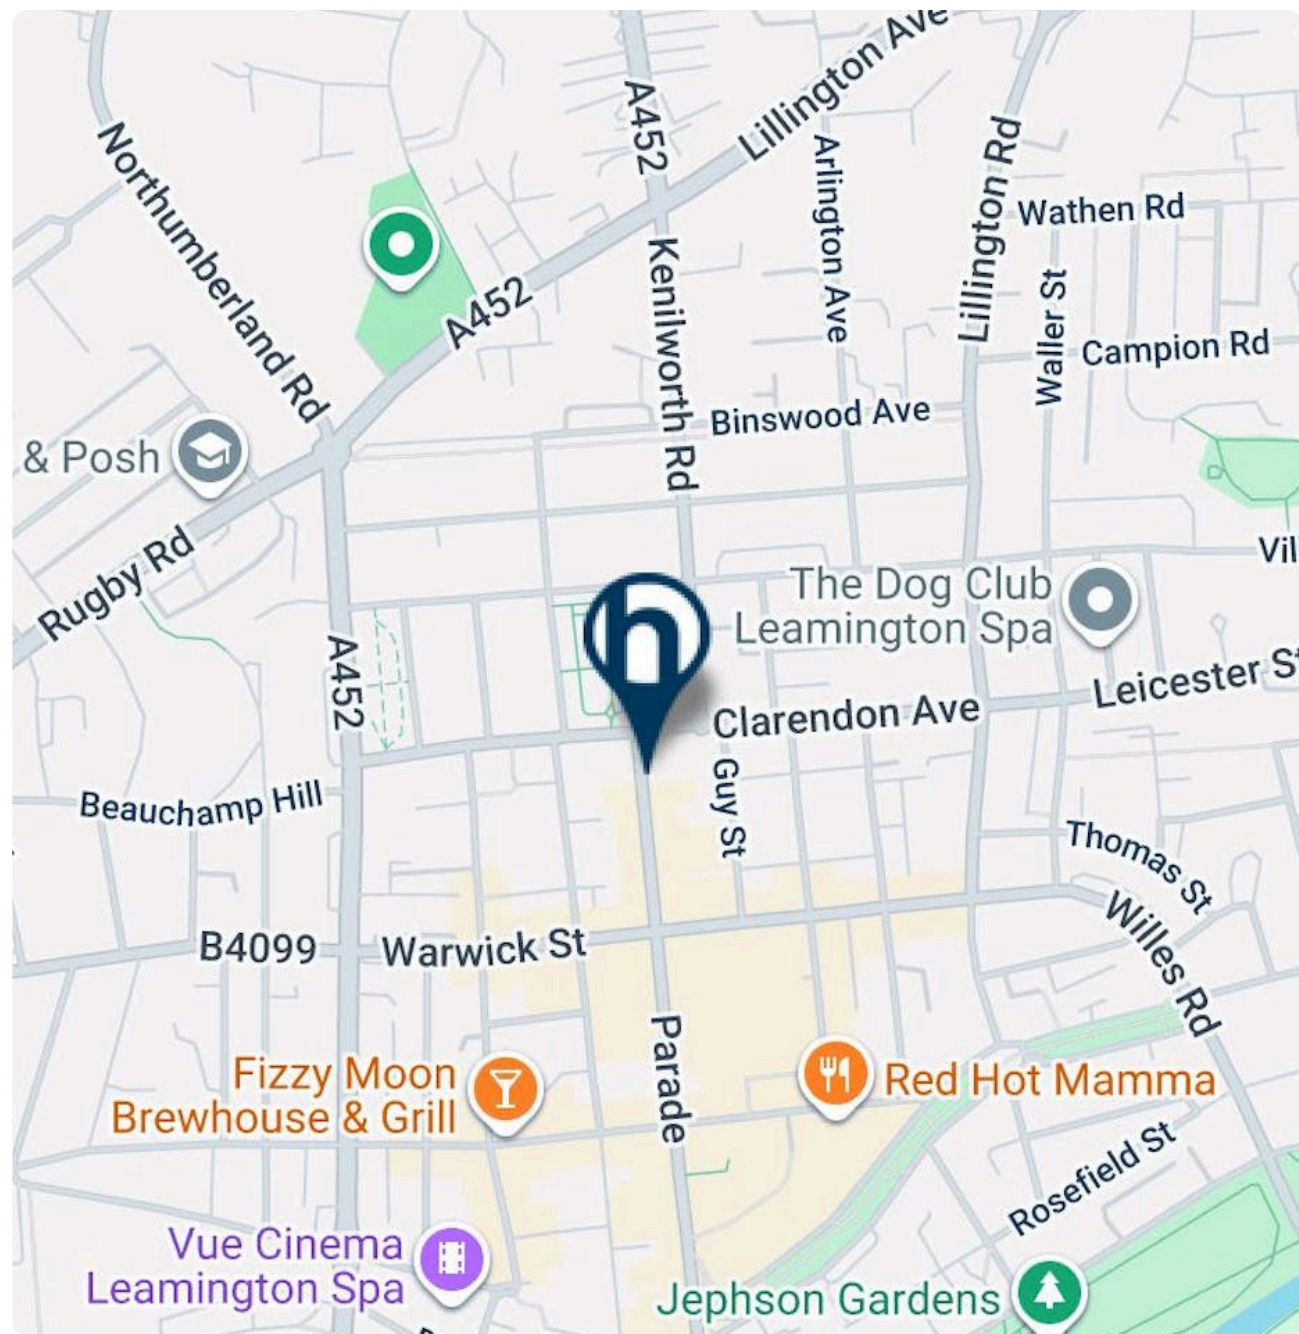 Lillington Ave
A452
Northumberland Rd
Arlington Ave
Lillington Rd
Wathen Rd
Kenilworth Rd
A452
Waller St
Campion Rd
Binswood Ave
& Posh
Rugby Rd
Vil
The Dog Club
Leamington Spa
h
A452
Clarendon Ave
Leicester St
Guy St
Beauchamp Hill
Thomas St
Willes Rd
B4099
Warwick St
Parade
Fizzy Moon
Brewhouse & Grill
Red Hot Mamma
Rosefield St
Vue Cinema
Leamington Spa
Jephson Gardens